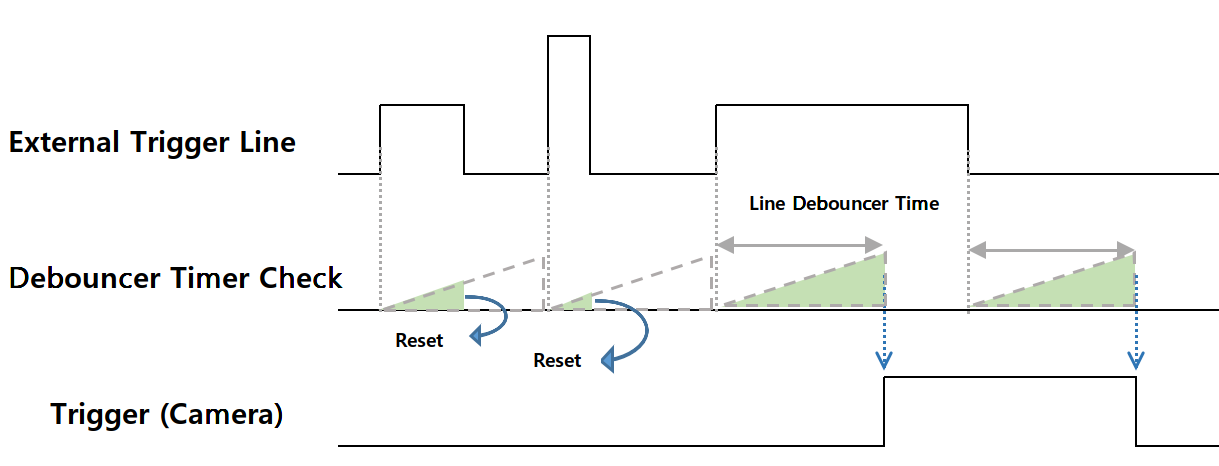 External Trigger Line
Line Debouncer Time
Debouncer Timer Check
Reset
Reset
Trigger (Camera)